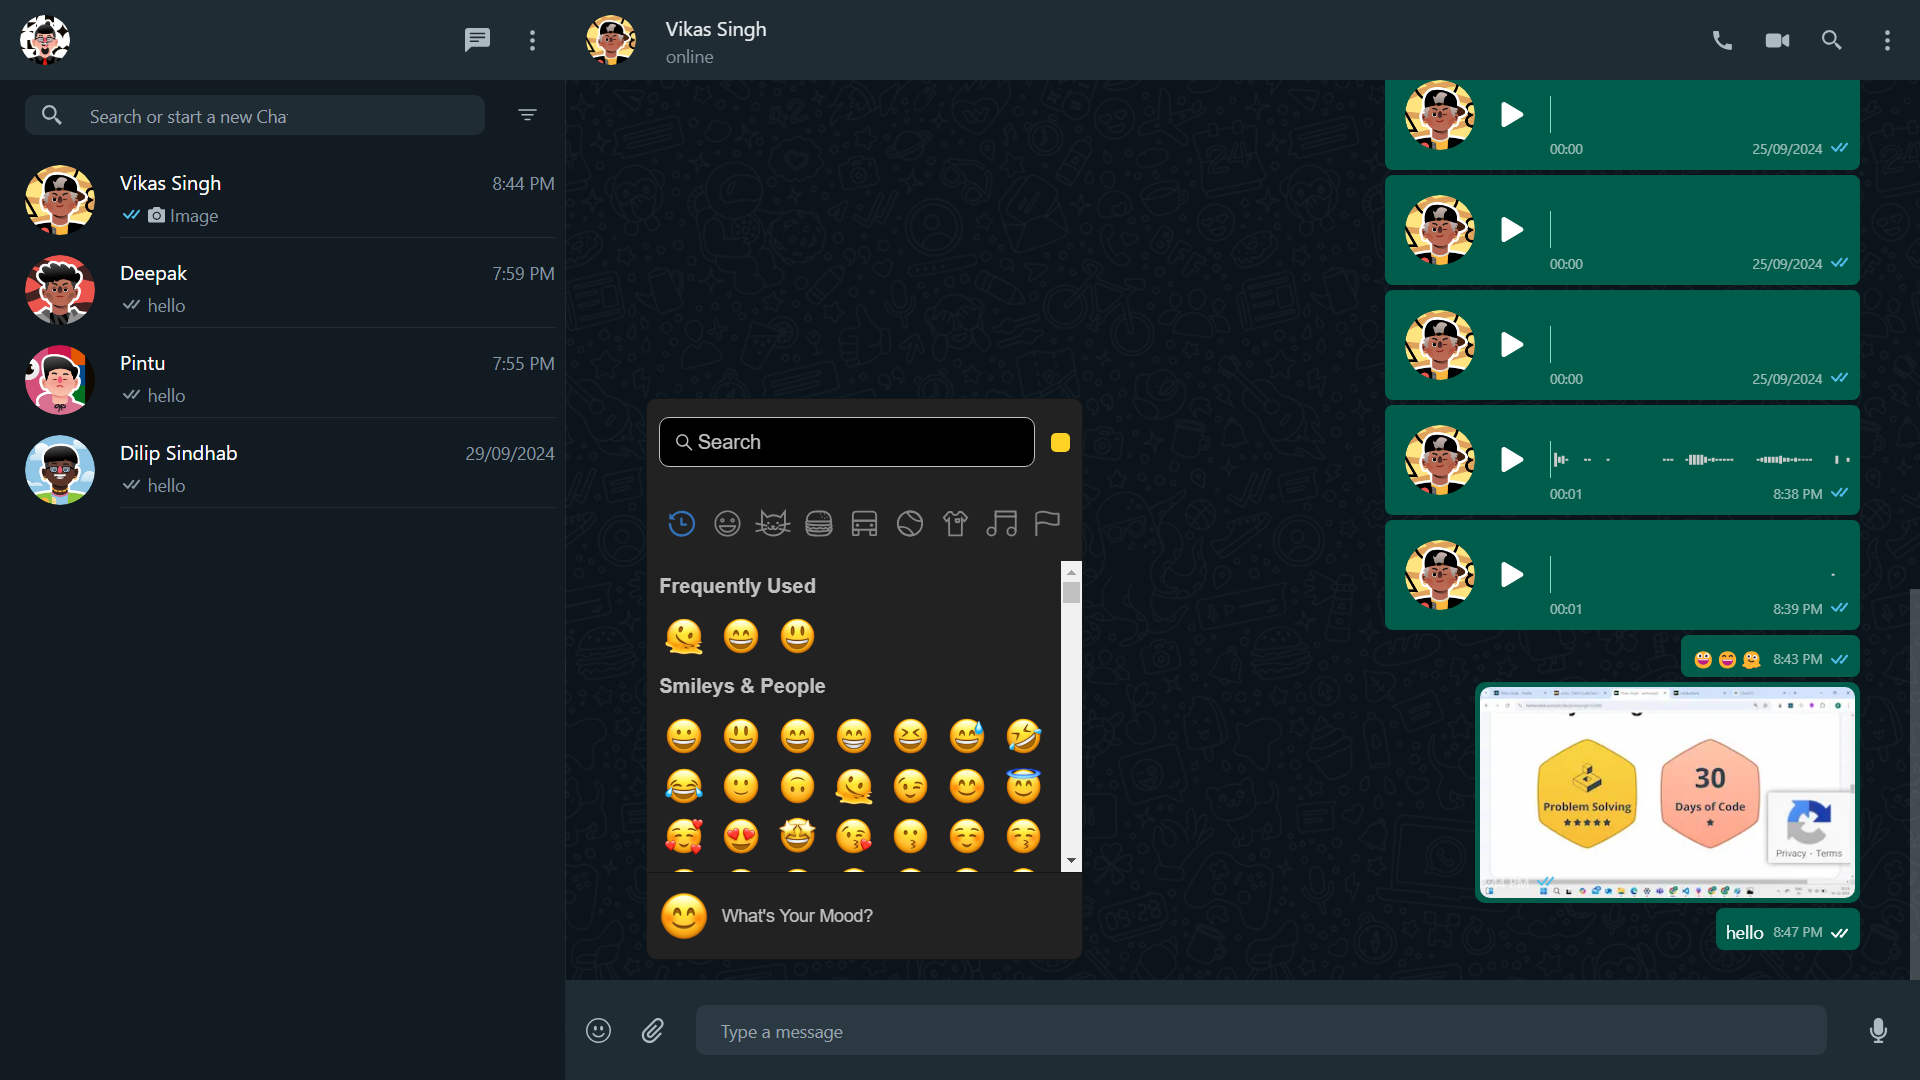 Vikas Singh
online
Search or start a new Cha
Vikas Singh
8:44 PM
Image
Deepak
7:59 PM
hello
Pintu
7:55 PM
hello
Dilip Sindhab
29/09/2024
hello
00:00
25/09/2024
00:00
25/09/2024
00:00
25/09/2024
00:01
8:38 PM
00:01
8:39 PM
8:43 PM
Problem Solving
30
Days of Code
Privacy - Terms
hello 8:47 PM
Search
Frequently Used
Smileys & People
What's Your Mood?
Type a message